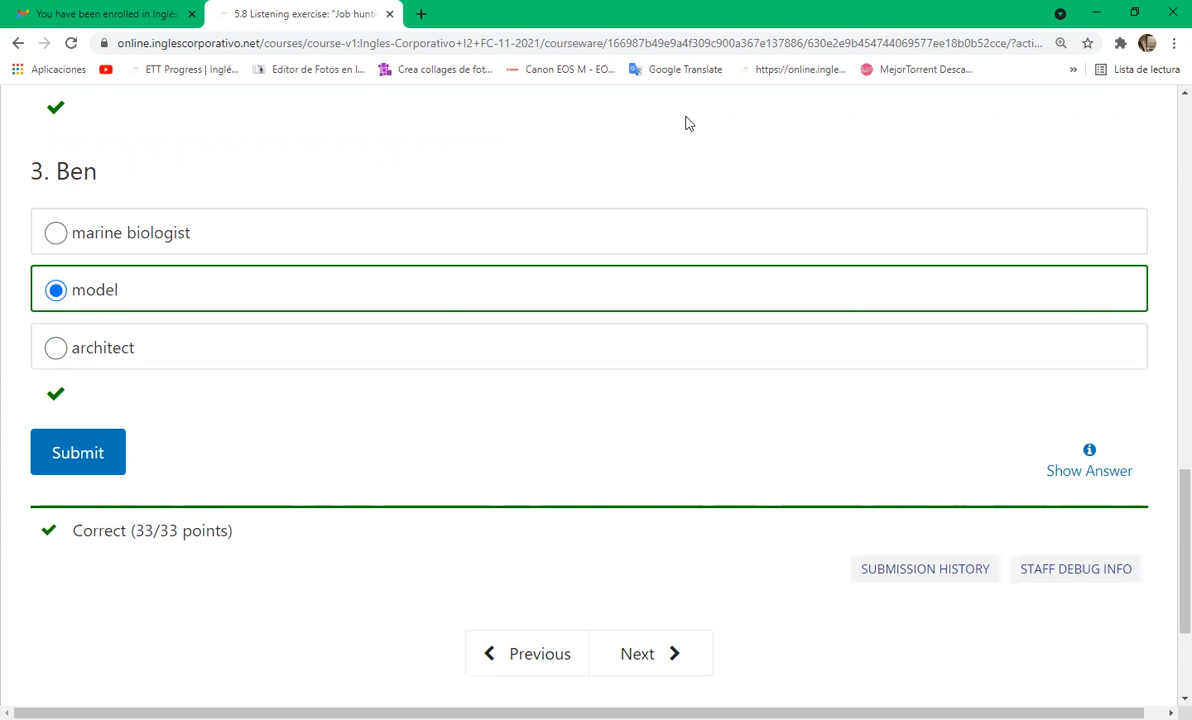 You have been enrolled in Inglés
5.8 Listening exercise: "Job hunti
online.inglescorporativo.net/courses/course-v1:Ingles-Corporativo+I2+FC-11-2021/courseware/166987b49e9a4f309c900a367e137886/630e2e9b454744069577ee18b0b52cce/?acti...
Aplicaciones
ETT Progress | Inglé...
Editor de Fotos en l...
Crea collages de fot...
Canon EOS M - EO...
Google Translate
https://online.ingle...
MejorTorrent Desca...
»
Lista de lectura
3. Ben
marine biologist
model
architect
Submit
Show Answer
Correct (33/33 points)
SUBMISSION HISTORY
STAFF DEBUG INFO
Previous
Next